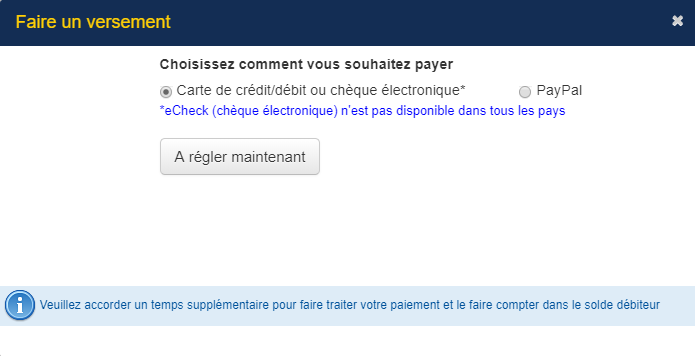 Faire un versement
Choisissez comment vous souhaitez payer
Carte de crédit/débit ou chèque électronique* PayPal
*eCheck (chèque électronique) n'est pas disponible dans tous les pays
A régler maintenant
Veuillez accorder un temps supplémentaire pour faire traiter votre paiement et le faire compter dans le solde débiteur